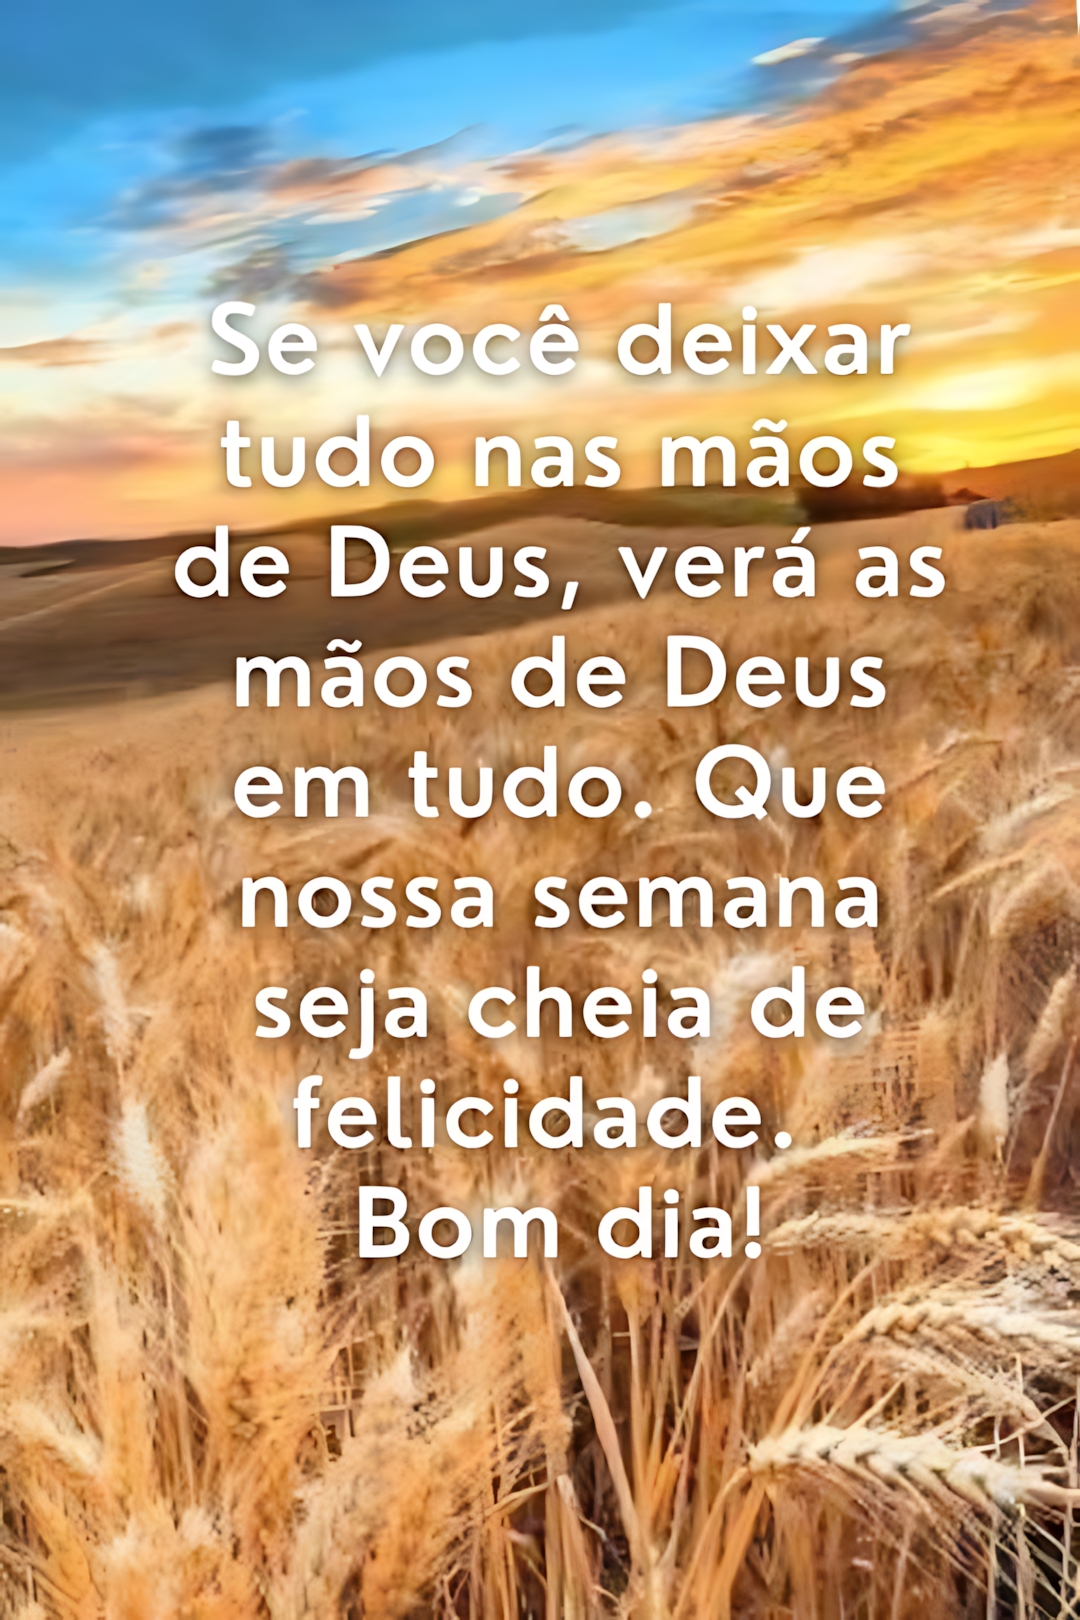 Se você deixar
tudo nas mãos
de Deus, verá as
mãos de Deus
em tudo. Que
nossa semana
seja cheia de
felicidade.
Bom dia!